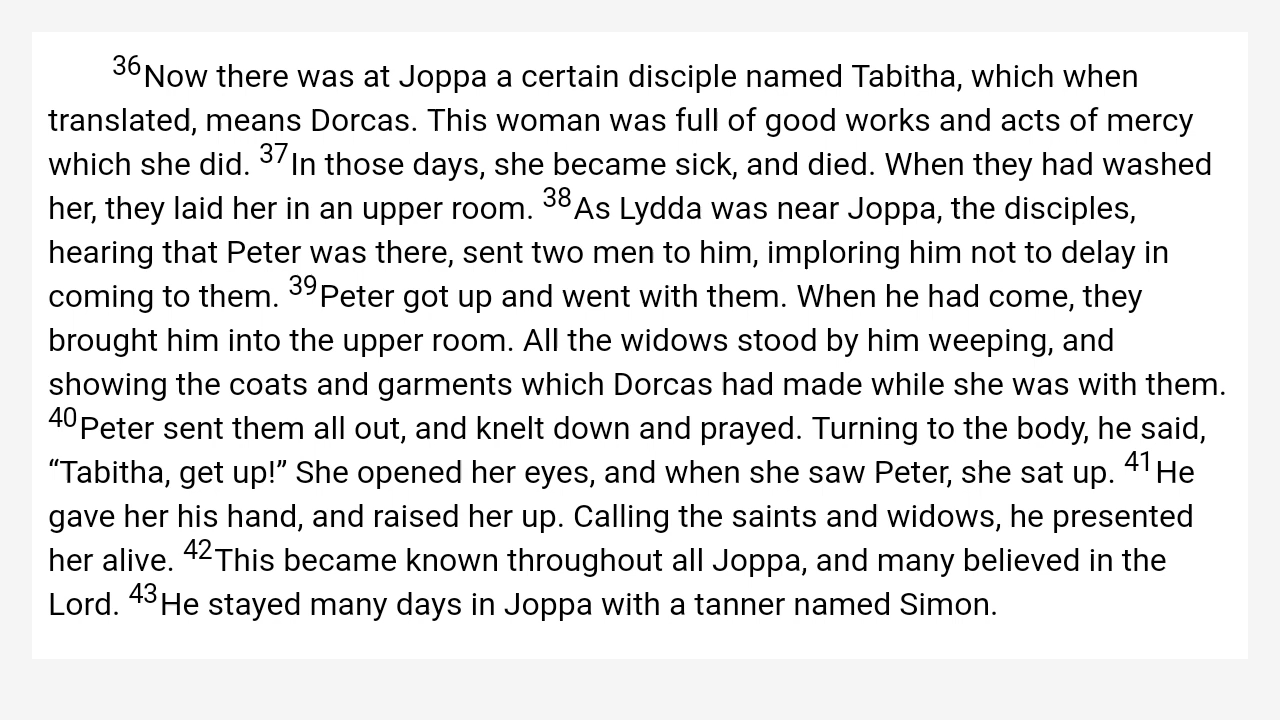 36Now there was at Joppa a certain disciple named Tabitha, which when
translated, means Dorcas. This woman was full of good works and acts of mercy
which she did. 37In those days, she became sick, and died. When they had washed
her, they laid her in an upper room. 38As Lydda was near Joppa, the disciples,
hearing that Peter was there, sent two men to him, imploring him not to delay in
coming to them. 39Peter got up and went with them. When he had come, they
brought him into the upper room. All the widows stood by him weeping, and
showing the coats and garments which Dorcas had made while she was with them.
40Peter sent them all out, and knelt down and prayed. Turning to the body, he said,
“Tabitha, get up!” She opened her eyes, and when she saw Peter, she sat up. 41He
gave her his hand, and raised her up. Calling the saints and widows, he presented
her alive. 42This became known throughout all Joppa, and many believed in the
Lord. 43He stayed many days in Joppa with a tanner named Simon.